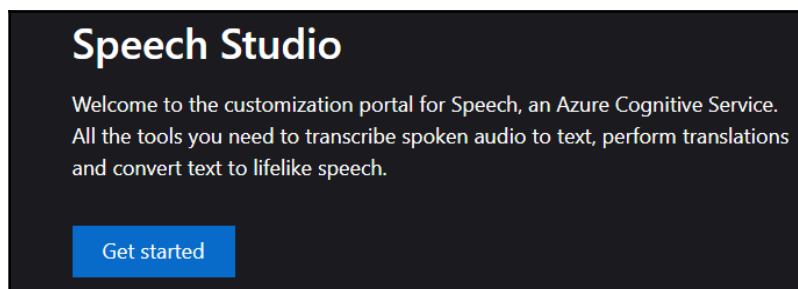 Speech Studio
Welcome to the customization portal for Speech, an Azure Cognitive Service.
All the tools you need to transcribe spoken audio to text, perform translations
and convert text to lifelike speech.
Get started